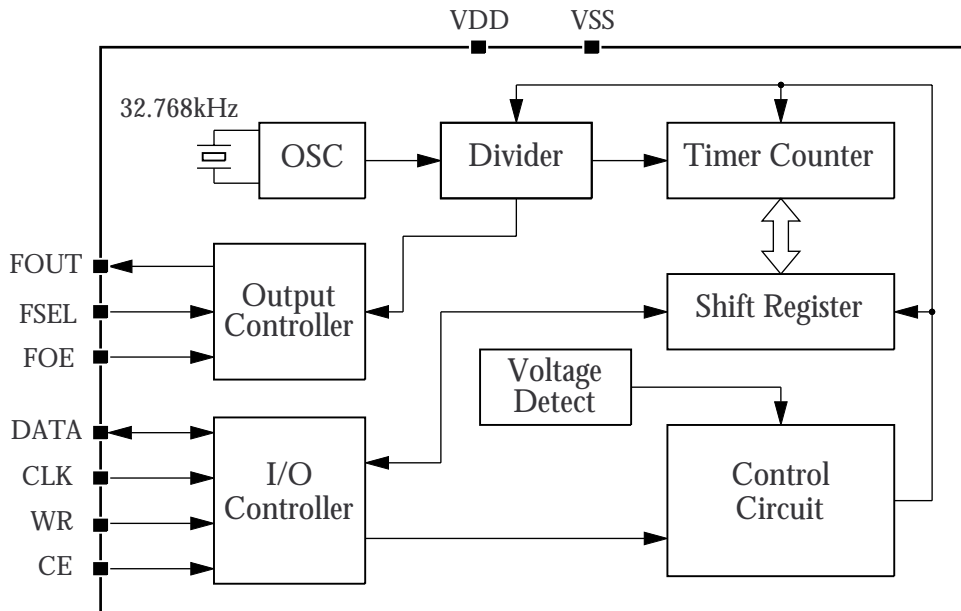 VDD
VSS
32.768kHz
OSC
Divider
Timer Counter
FOUT
FSEL
FOE
Output
Controller
Shift Register
Voltage
Detect
DATA
CLK
WR
CE
I/O
Controller
Control
Circuit